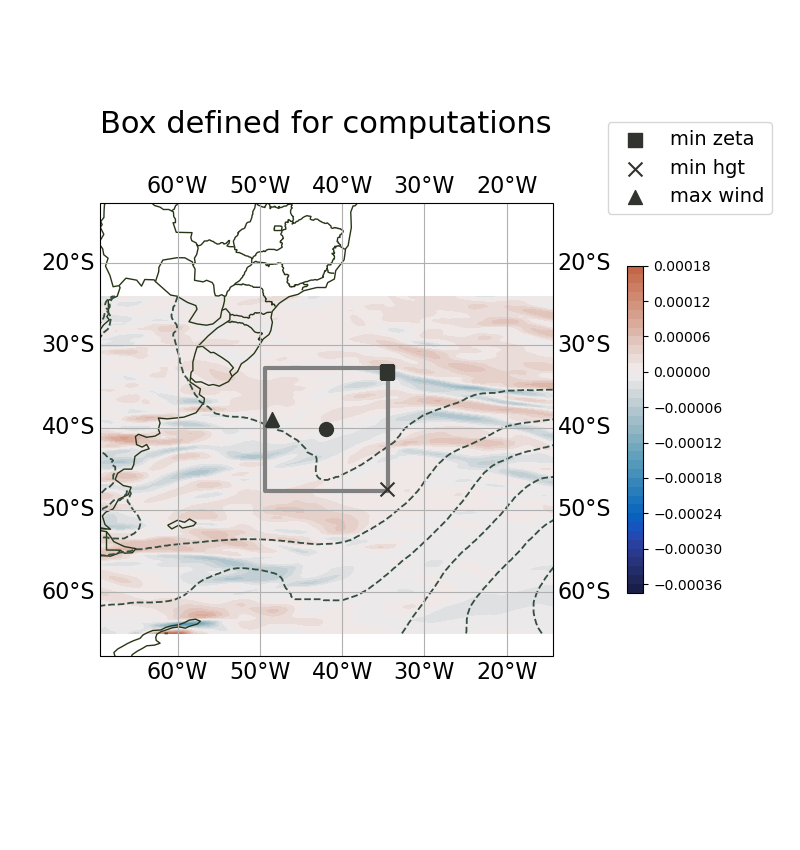 Box defined for computations
min zeta
min hgt
max wind
60°W 50°W 40°W 30°W 20°W
20°S 20°S
30°S 30°S
40°S 40°S
50°S 50°S
60°S 60°S
60°W 50°W 40°W 30°W 20°W
0.00018
0.00012
0.00006
0.00000
−0.00006
−0.00012
−0.00018
−0.00024
−0.00030
−0.00036